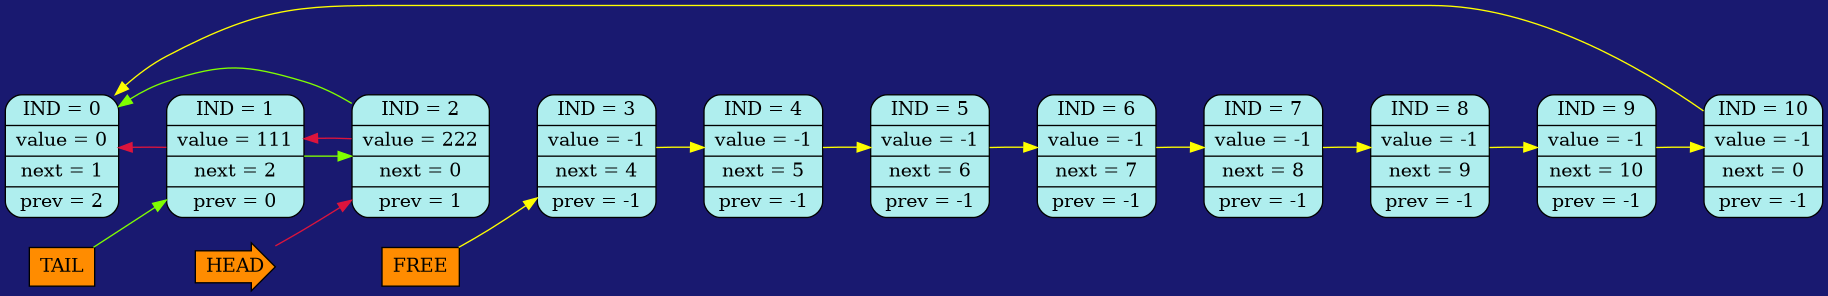 IND = 0
value = 0
next = 1
prev = 2
IND = 1
value = 111
next = 2
prev = 0
IND = 2
value = 222
next = 0
prev = 1
IND = 3
value = -1
next = 4
prev = -1
IND = 4
value = -1
next = 5
prev = -1
IND = 5
value = -1
next = 6
prev = -1
IND = 6
value = -1
next = 7
prev = -1
IND = 7
value = -1
next = 8
prev = -1
IND = 8
value = -1
next = 9
prev = -1
IND = 9
value = -1
next = 10
prev = -1
IND = 10
value = -1
next = 0
prev = -1
TAIL
HEAD
FREE